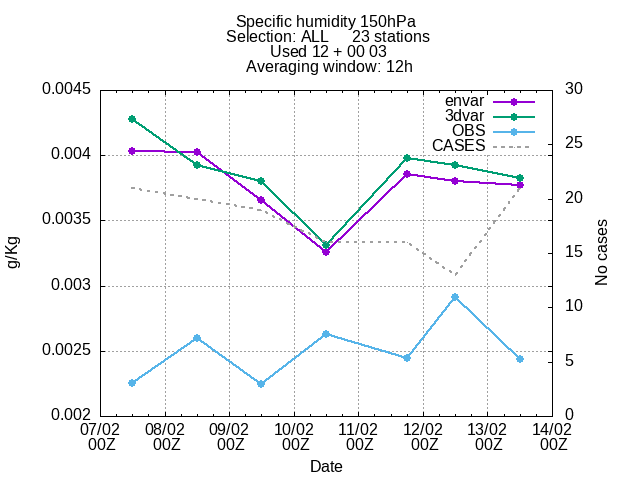 Specific humidity 150hPa
Selection: ALL 23 stations
Used 12 + 00 03
Averaging window: 12h
0.0045
0.004
0.0035
0.003
0.0025
0.002
g/Kg
envar
3dvar
OBS
CASES
30
25
20
15
10
5
0
No cases
07/02 08/02 09/02 10/02 11/02 12/02 13/02 14/02
00Z 00Z 00Z 00Z 00Z 00Z 00Z 00Z
Date